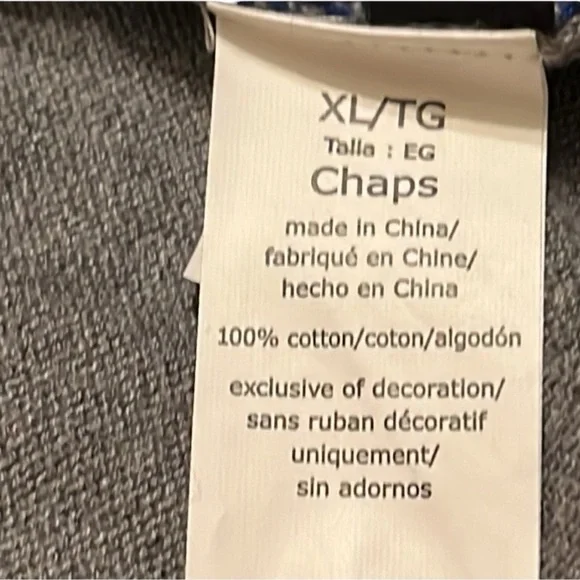 XL/TG
Talla : EG
Chaps
made in China/
fabriqué en Chine/
hecho en China
100% cotton/coton/algodón
exclusive of decoration/
sans ruban décoratif
uniquement/
sin adornos